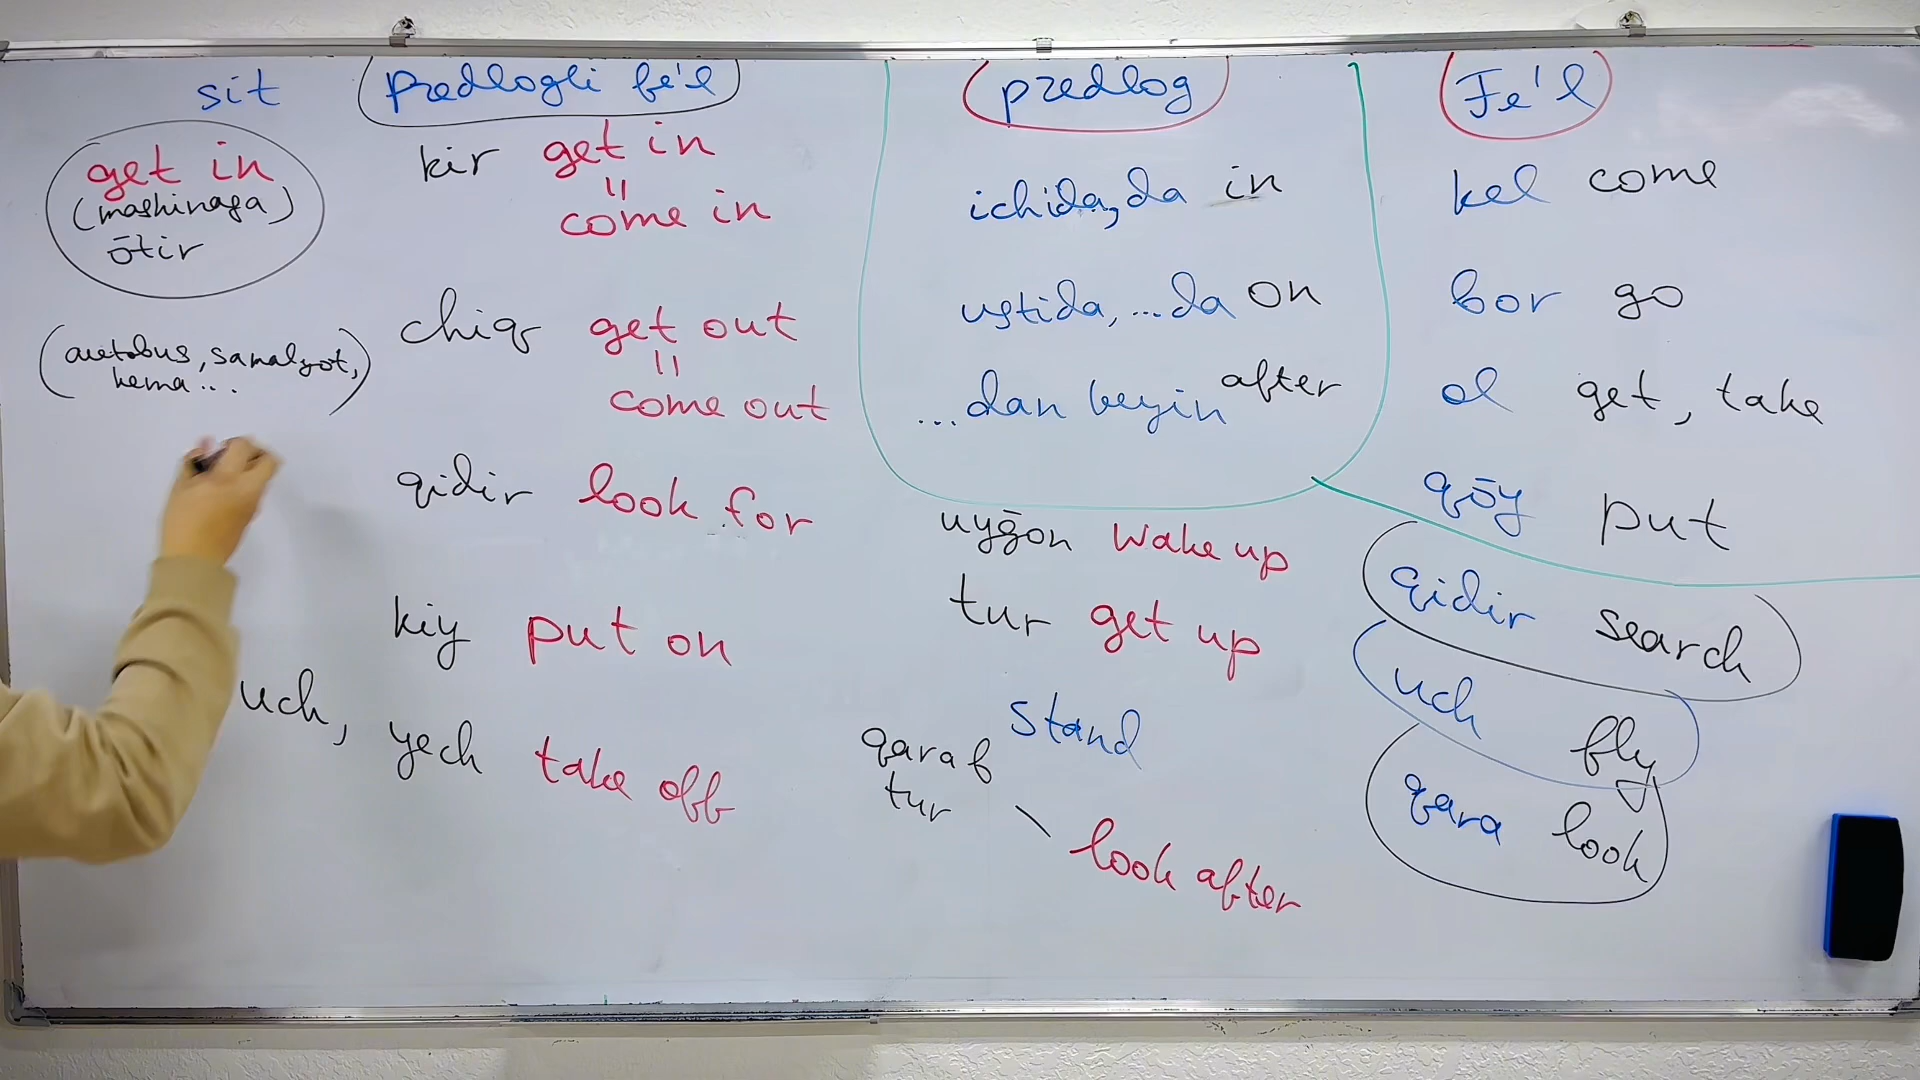 sit
get in
(mashinaga)
ōtir
(autobus, samalyot,
kema...
Predlogli fe'l
kir get in
=
come in
chiq get out
=
come out
qidir look for
kiy put on
uch, yech take off
predlog
ichida, da in
ustida, ...da on
...dan keyin after
uyḡon wake up
tur get up
stand
qarab
tur
look after
Fe'l
kel come
bor go
ol get, take
qōy put
qidir search
uch fly
qara look